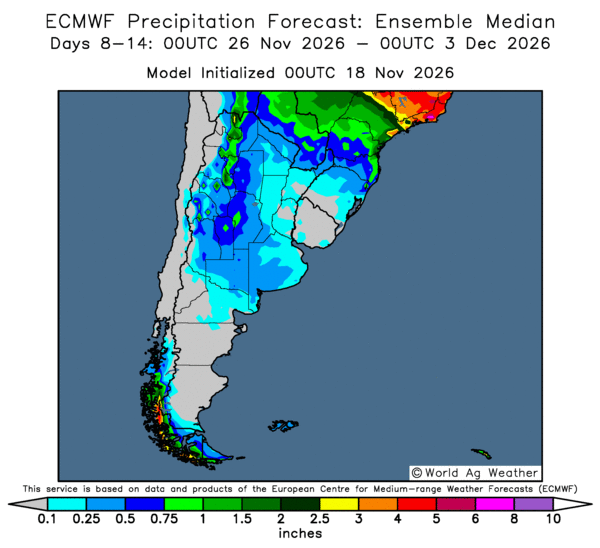 ECMWF Precipitation Forecast: Ensemble Median
Days 8-14: 00UTC 26 Nov 2026 - 00UTC 3 Dec 2026
Model Initialized 00UTC 18 Nov 2026
© World Ag Weather
This service is based on data and products of the European Centre for Medium-range Weather Forecasts (ECMWF)
0.1 0.25 0.5 0.75 1 1.5 2 2.5 3 4 5 6 8 10
inches